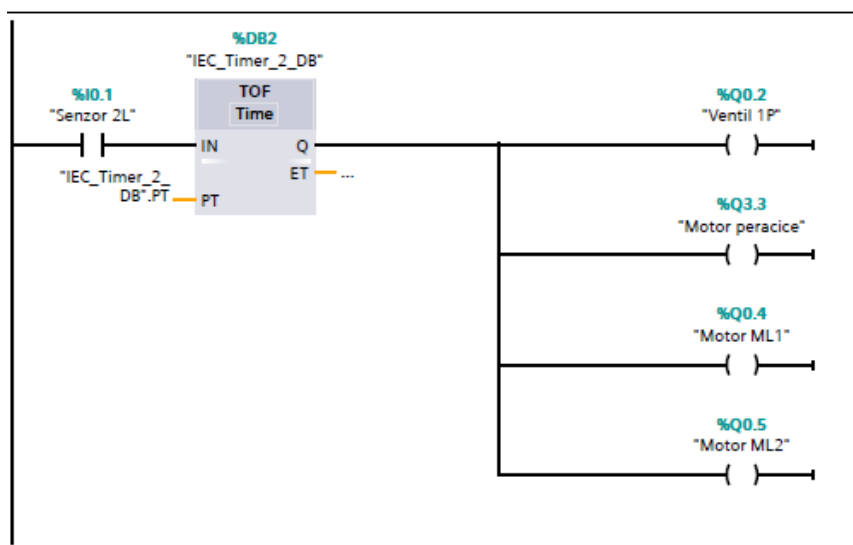 %DB2
"IEC_Timer_2_DB"
TOF
Time
%I0.1
"Senzor 2L"
IN
Q
ET
...
"IEC_Timer_2_
DB".PT
PT
%Q0.2
"Ventil 1P"
%Q3.3
"Motor peracice"
%Q0.4
"Motor ML1"
%Q0.5
"Motor ML2"